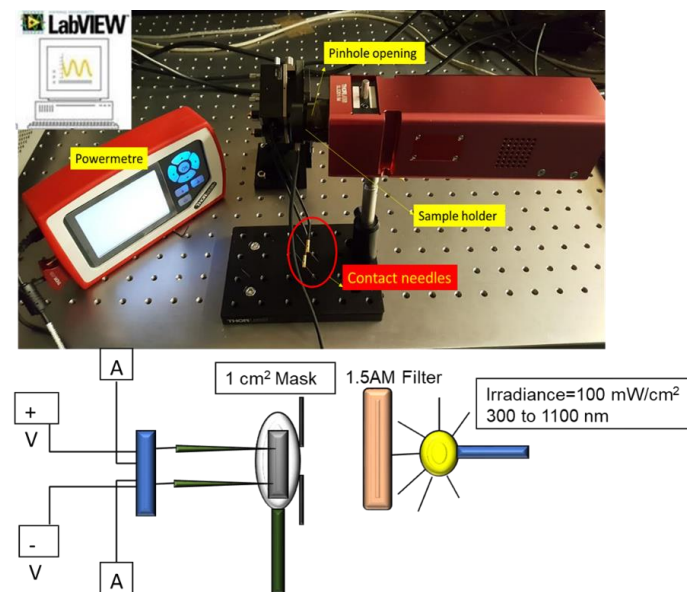 LabVIEW
Pinhole opening
Powermetre
Sample holder
Contact needles
A
1 cm² Mask
1.5AM Filter
Irradiance=100 mW/cm²
300 to 1100 nm
+
V
-
V
A